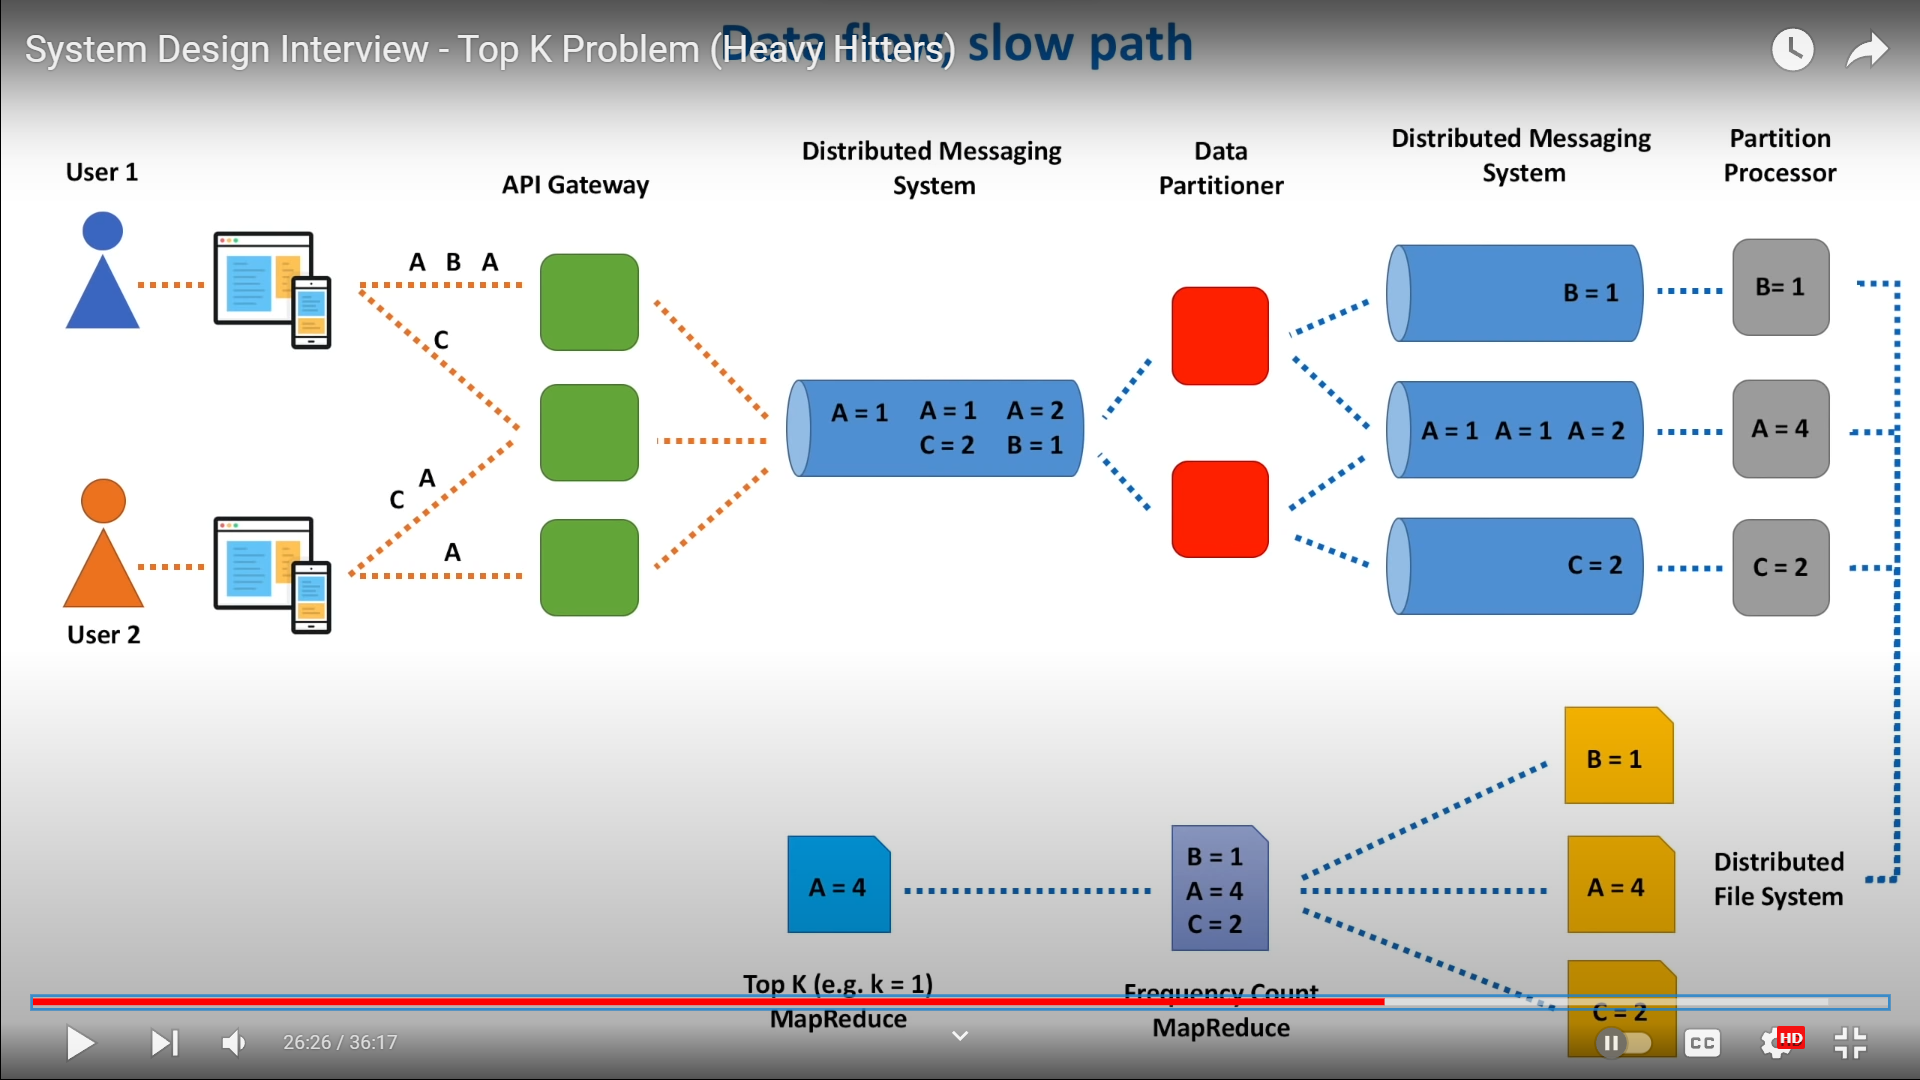 System Design Interview - Top K Problem (Heavy Hitters)
Data flow, slow path
User 1
API Gateway
Distributed Messaging
System
Data
Partitioner
Distributed Messaging
System
Partition
Processor
A B A
C
C A
A
User 2
A = 1 A = 1 A = 2
C = 2 B = 1
B = 1
A = 1 A = 1 A = 2
C = 2
B= 1
A = 4
C = 2
B = 1
A = 4
C = 2
Distributed
File System
B = 1
A = 4
C = 2
Frequency Count
MapReduce
A = 4
Top K (e.g. k = 1)
MapReduce
26:26 / 36:17
CC
HD